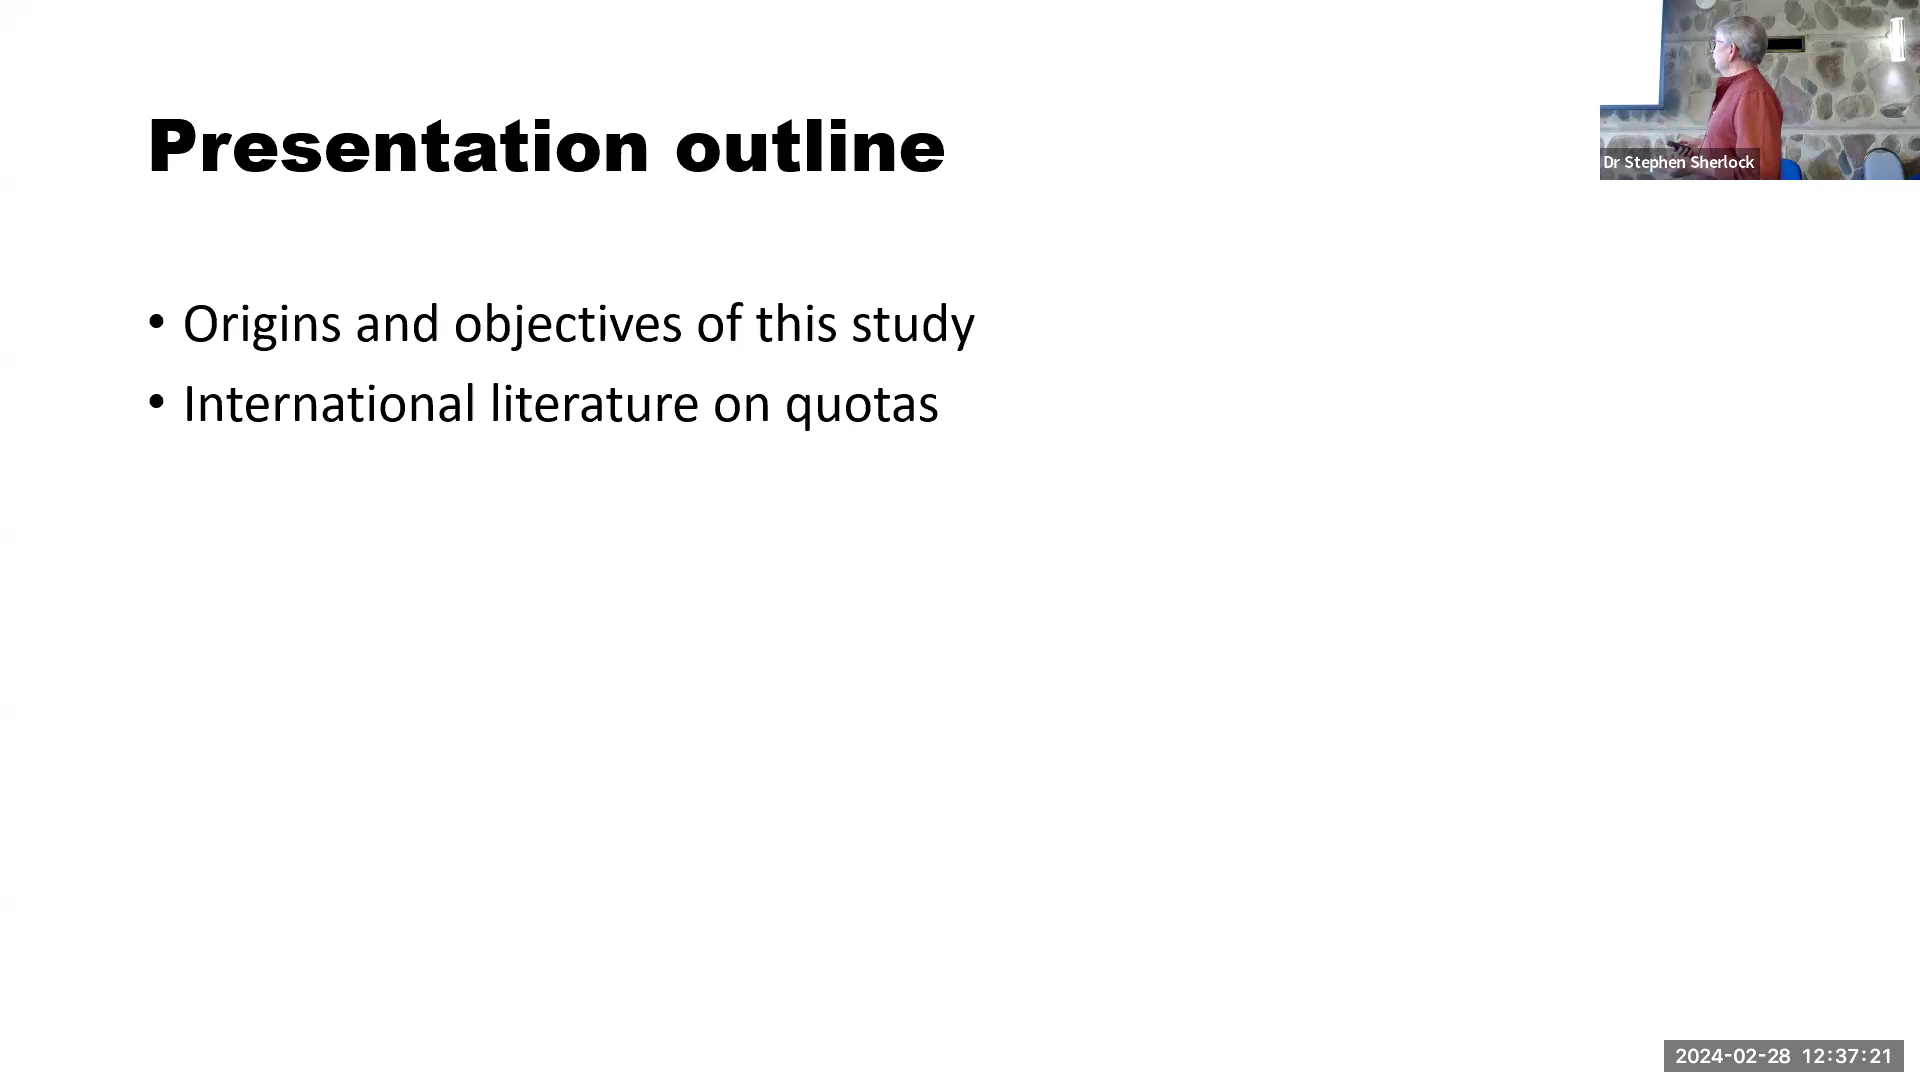 Presentation outline
Dr Stephen Sherlock
• Origins and objectives of this study
• International literature on quotas
2024-02-28 12:37:21